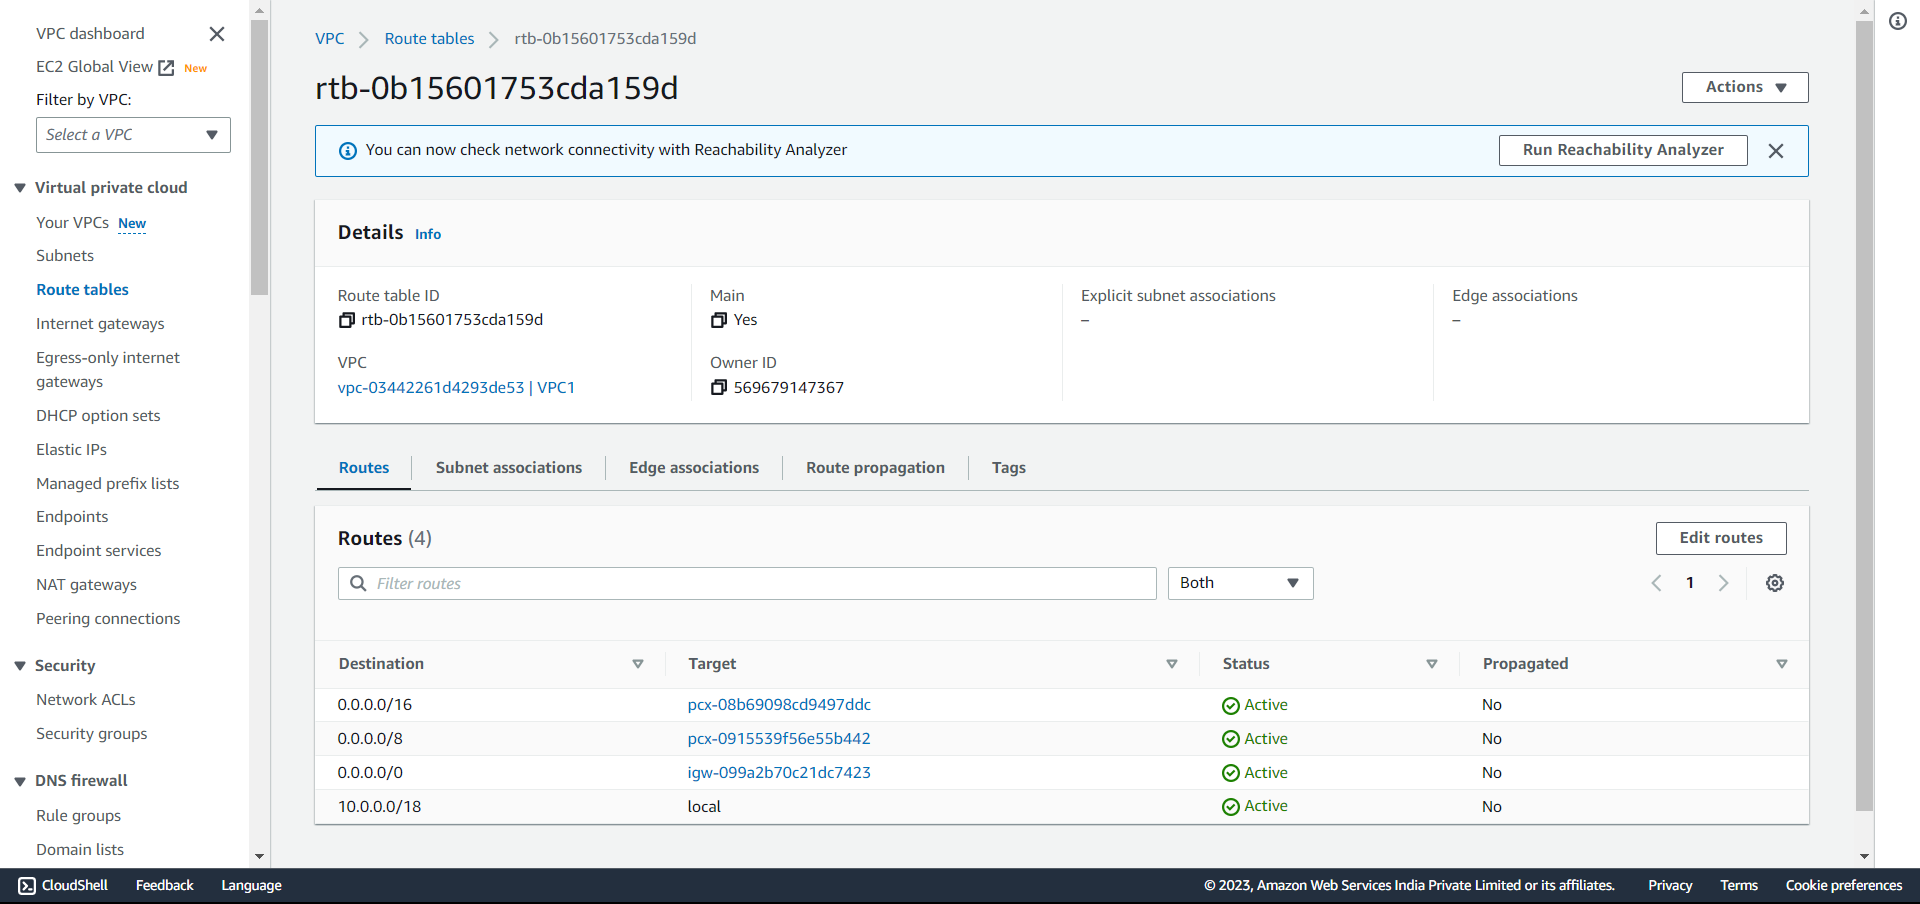 VPC dashboard
EC2 Global View New
Filter by VPC:
Select a VPC
Virtual private cloud
Your VPCs New
Subnets
Route tables
Internet gateways
Egress-only internet
gateways
DHCP option sets
Elastic IPs
Managed prefix lists
Endpoints
Endpoint services
NAT gateways
Peering connections
Security
Network ACLs
Security groups
DNS firewall
Rule groups
Domain lists
VPC Route tables rtb-0b15601753cda159d
rtb-0b15601753cda159d
Actions
You can now check network connectivity with Reachability Analyzer
Run Reachability Analyzer
Details Info
Route table ID
rtb-0b15601753cda159d
Main
Yes
Explicit subnet associations
–
Edge associations
–
VPC
vpc-03442261d4293de53 | VPC1
Owner ID
569679147367
Routes Subnet associations Edge associations Route propagation Tags
Routes (4)
Edit routes
Filter routes
Both
1
Destination Target Status Propagated
0.0.0.0/16 pcx-08b69098cd9497ddc Active No
0.0.0.0/8 pcx-0915539f56e55b442 Active No
0.0.0.0/0 igw-099a2b70c21dc7423 Active No
10.0.0.0/18 local Active No
CloudShell Feedback Language
© 2023, Amazon Web Services India Private Limited or its affiliates. Privacy Terms Cookie preferences